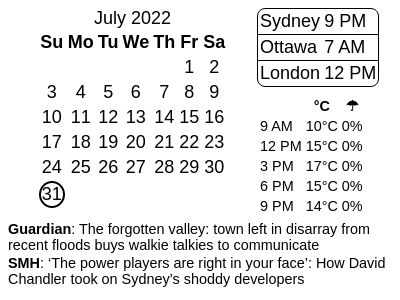 July 2022
Su Mo Tu We Th Fr Sa
1 2
3 4 5 6 7 8 9
10 11 12 13 14 15 16
17 18 19 20 21 22 23
24 25 26 27 28 29 30
31
Sydney 9 PM
Ottawa 7 AM
London 12 PM
°C ☂
9 AM 10°C 0%
12 PM 15°C 0%
3 PM 17°C 0%
6 PM 15°C 0%
9 PM 14°C 0%
Guardian: The forgotten valley: town left in disarray from
recent floods buys walkie talkies to communicate
SMH: ‘The power players are right in your face’: How David
Chandler took on Sydney’s shoddy developers